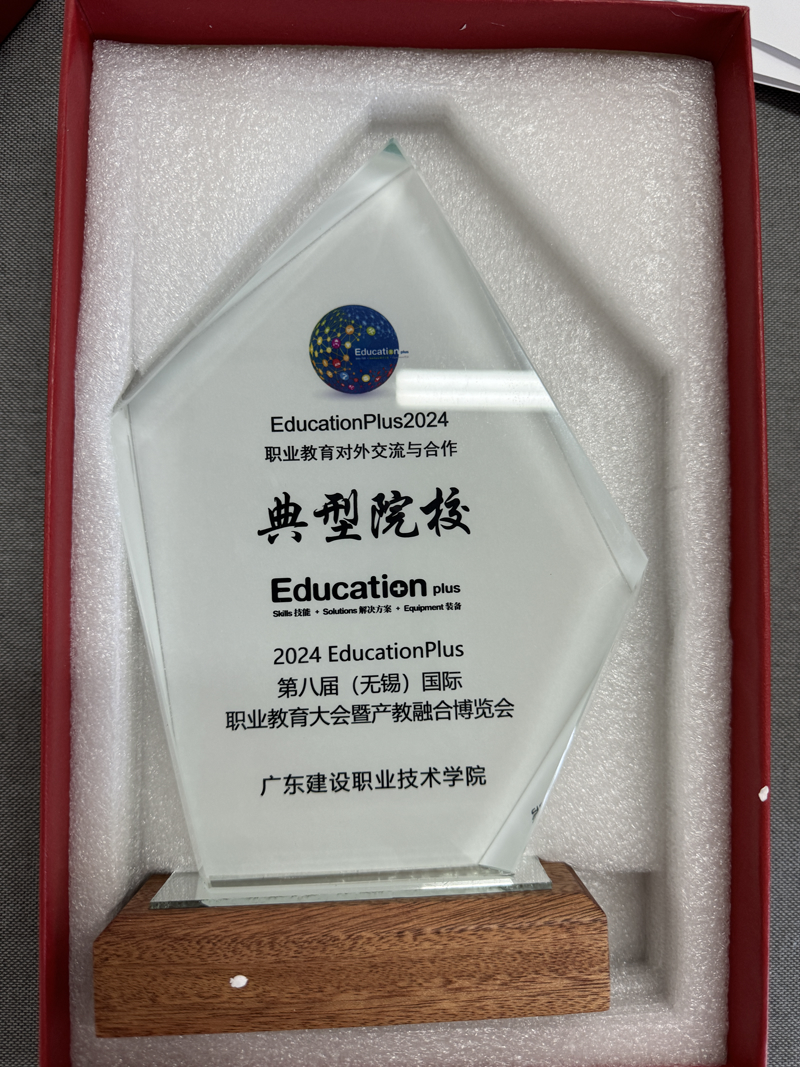 Education plus
EducationPlus2024
职业教育对外交流与合作
典型院校
Education plus
Skills 技能 + Solutions 解决方案 + Equipment 装备
2024 EducationPlus
第八届（无锡）国际
职业教育大会暨产教融合博览会
广东建设职业技术学院